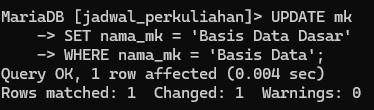 MariaDB [jadwal_perkuliahan]> UPDATE mk
    -> SET nama_mk = 'Basis Data Dasar'
    -> WHERE nama_mk = 'Basis Data';
Query OK, 1 row affected (0.004 sec)
Rows matched: 1  Changed: 1  Warnings: 0